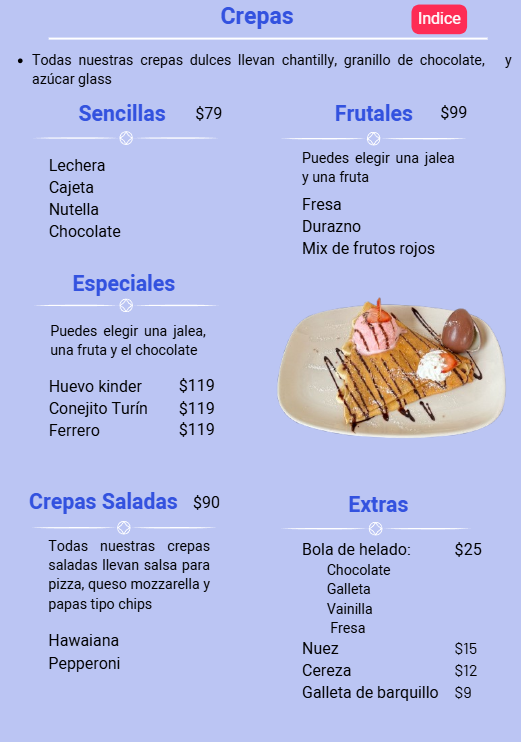 Crepas
Indice
• Todas nuestras crepas dulces llevan chantilly, granillo de chocolate, y
azúcar glass
Sencillas $79
Lechera
Cajeta
Nutella
Chocolate
Frutales $99
Puedes elegir una jalea
y una fruta
Fresa
Durazno
Mix de frutos rojos
Especiales
Puedes elegir una jalea,
una fruta y el chocolate
Huevo kinder $119
Conejito Turín $119
Ferrero $119
Crepas Saladas $90
Todas nuestras crepas
saladas llevan salsa para
pizza, queso mozzarella y
papas tipo chips
Hawaiana
Pepperoni
Extras
Bola de helado: $25
Chocolate
Galleta
Vainilla
Fresa
Nuez $15
Cereza $12
Galleta de barquillo $9